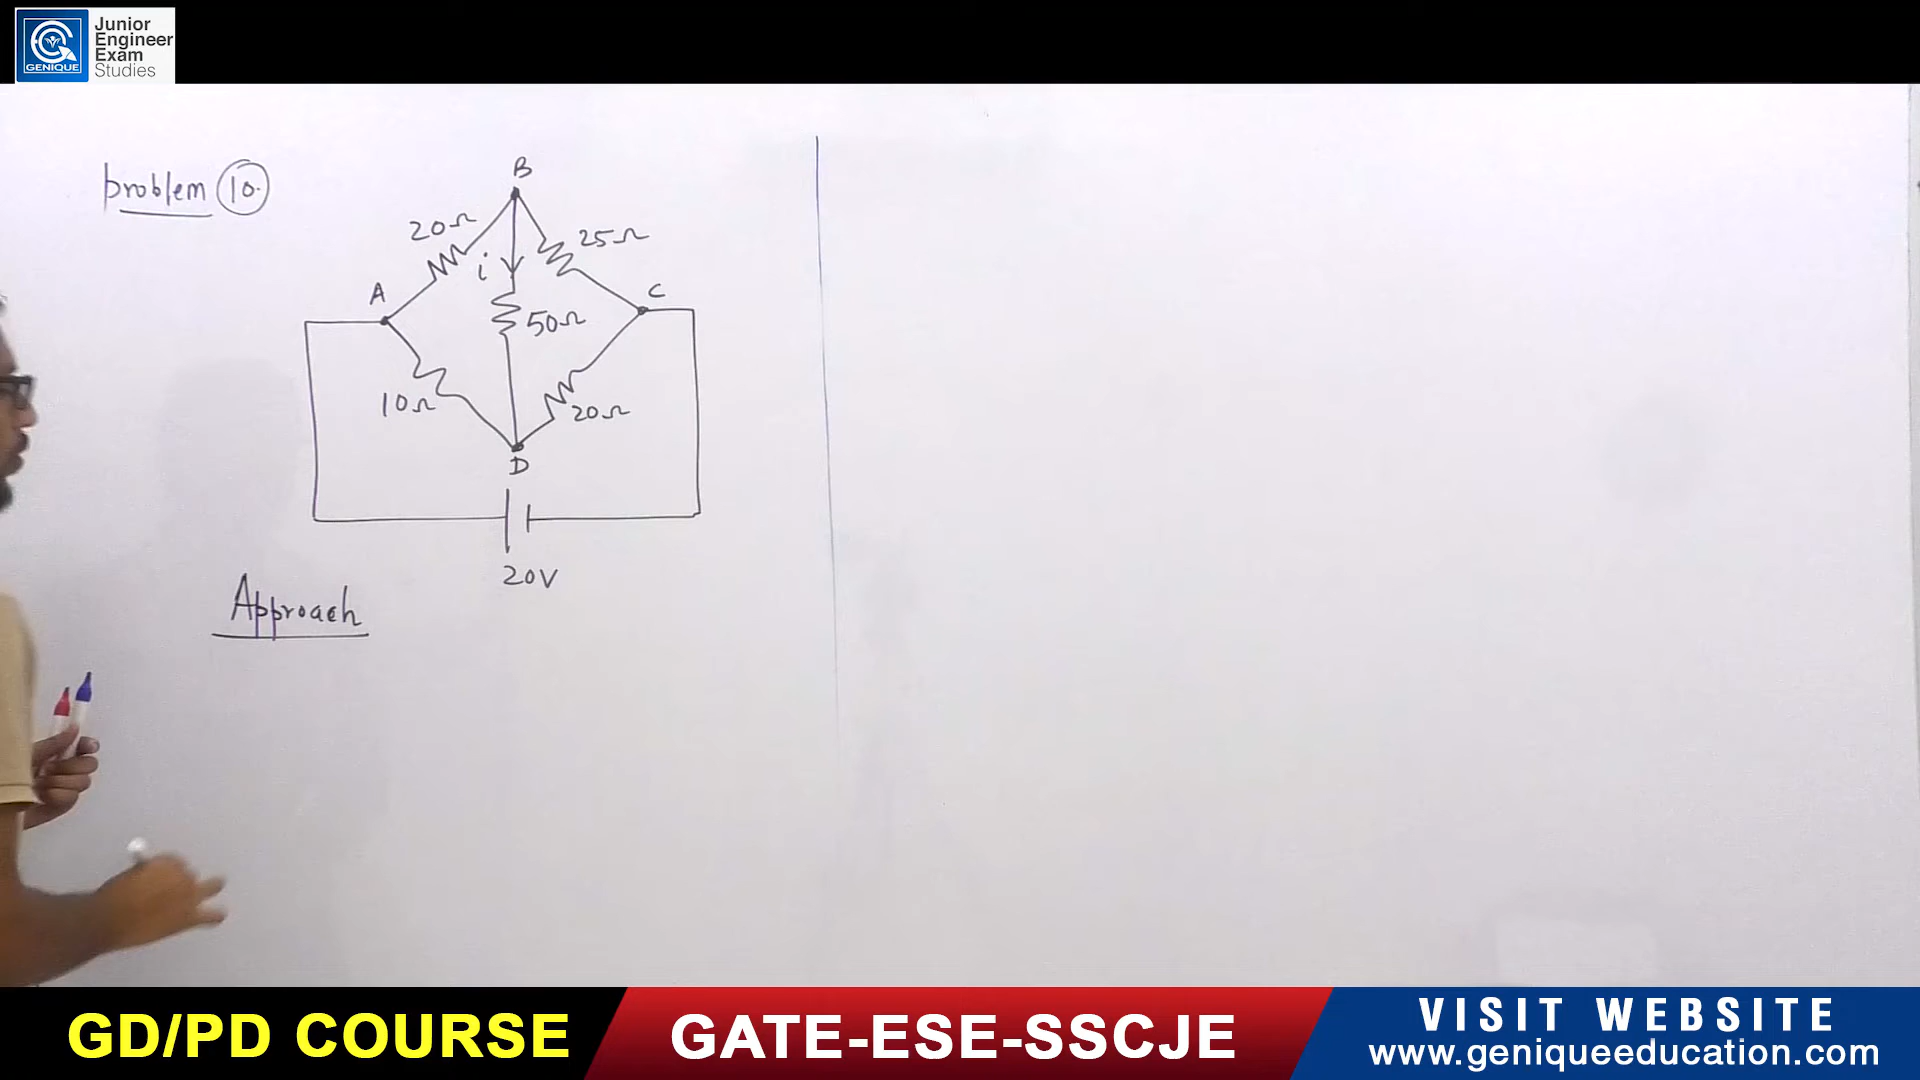 Junior
Engineer
Exam
Studies
GENIQUE
problem 10.
B
20Ω
25Ω
i
A
C
50Ω
10Ω
20Ω
D
20V
Approach
GD/PD COURSE
GATE-ESE-SSCJE
VISIT WEBSITE
www.geniqueeducation.com